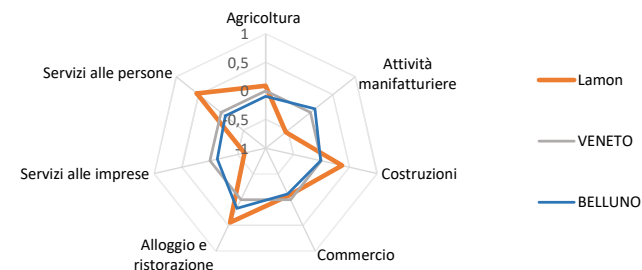 Agricoltura
1
0,5
0
-0,5
-1
Attività
manifatturiere
Costruzioni
Commercio
Alloggio e
ristorazione
Servizi alle imprese
Servizi alle persone
Lamon
VENETO
BELLUNO